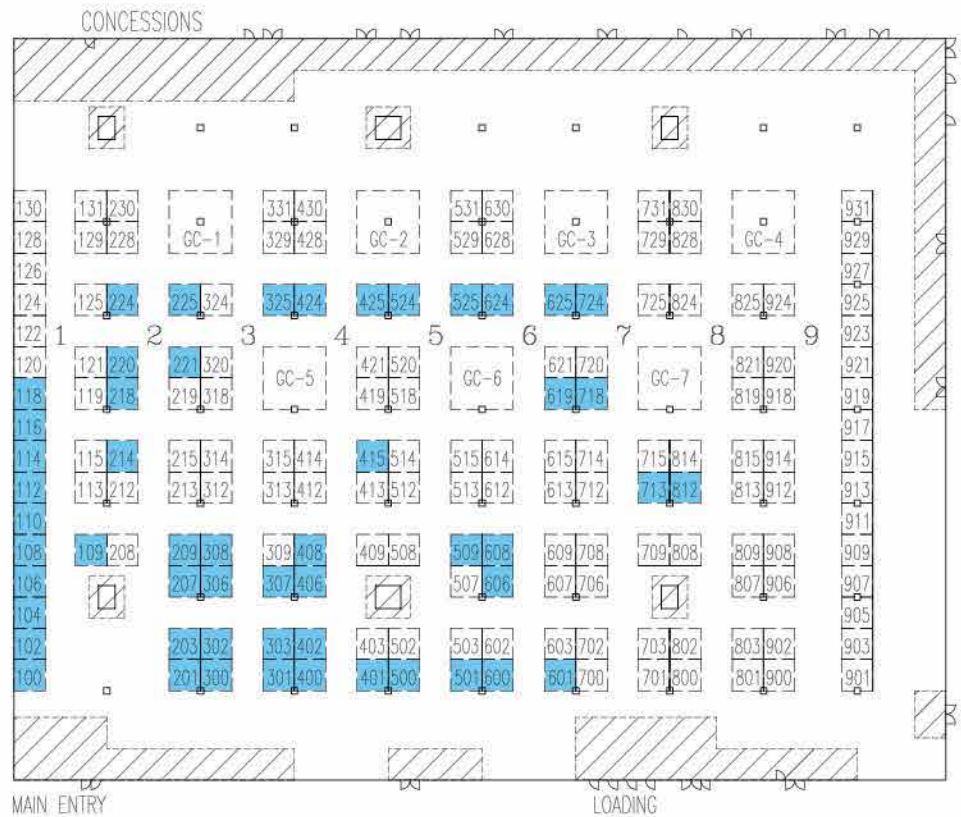 CONCESSIONS
130 131 230 331 430 531 630 731 830 931
128 129 228 GC-1 329 428 GC-2 529 628 GC-3 729 828 GC-4 929
126 927
124 125 224 225 324 325 424 425 524 525 624 625 724 725 824 825 924 925
122 1 2 3 4 5 6 7 8 9 923
120 121 220 221 320 GC-5 421 520 GC-6 621 720 GC-7 821 920 921
118 119 218 219 318 419 518 619 718 819 918 919
116 917
114 115 214 215 314 315 414 415 514 515 614 615 714 715 814 815 914 915
112 113 212 213 312 313 412 413 512 513 612 613 712 713 812 813 912 913
110 911
108 109 208 209 308 309 408 409 508 509 608 609 708 709 808 809 908 909
106 207 306 307 406 507 606 607 706 807 906 907
104 905
102 203 302 303 402 403 502 503 602 603 702 703 802 803 902 903
100 201 300 301 400 401 500 501 600 601 700 701 800 801 900 901
MAIN ENTRY LOADING